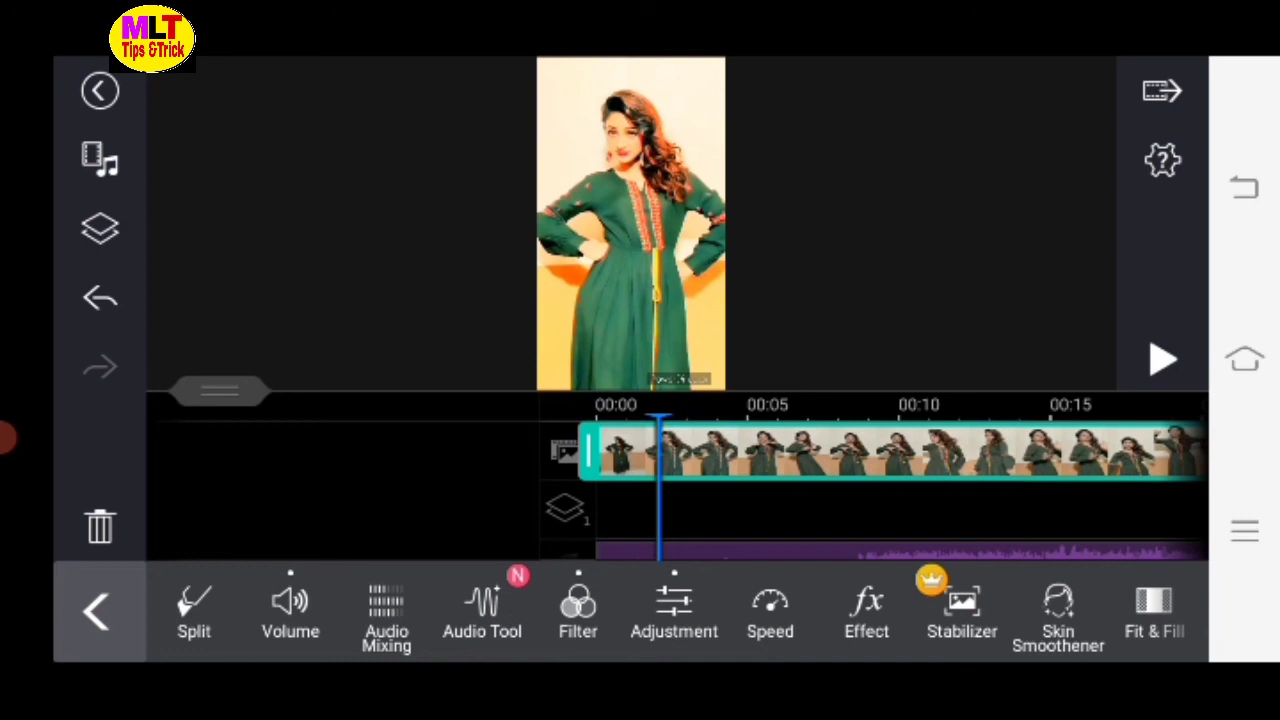 MLT
Tips &Trick
00:00
00:05
00:10
00:15
1
N
Split
Volume
Audio
Mixing
Audio Tool
Filter
Adjustment
Speed
Effect
Stabilizer
Skin
Smoothener
Fit & Fill